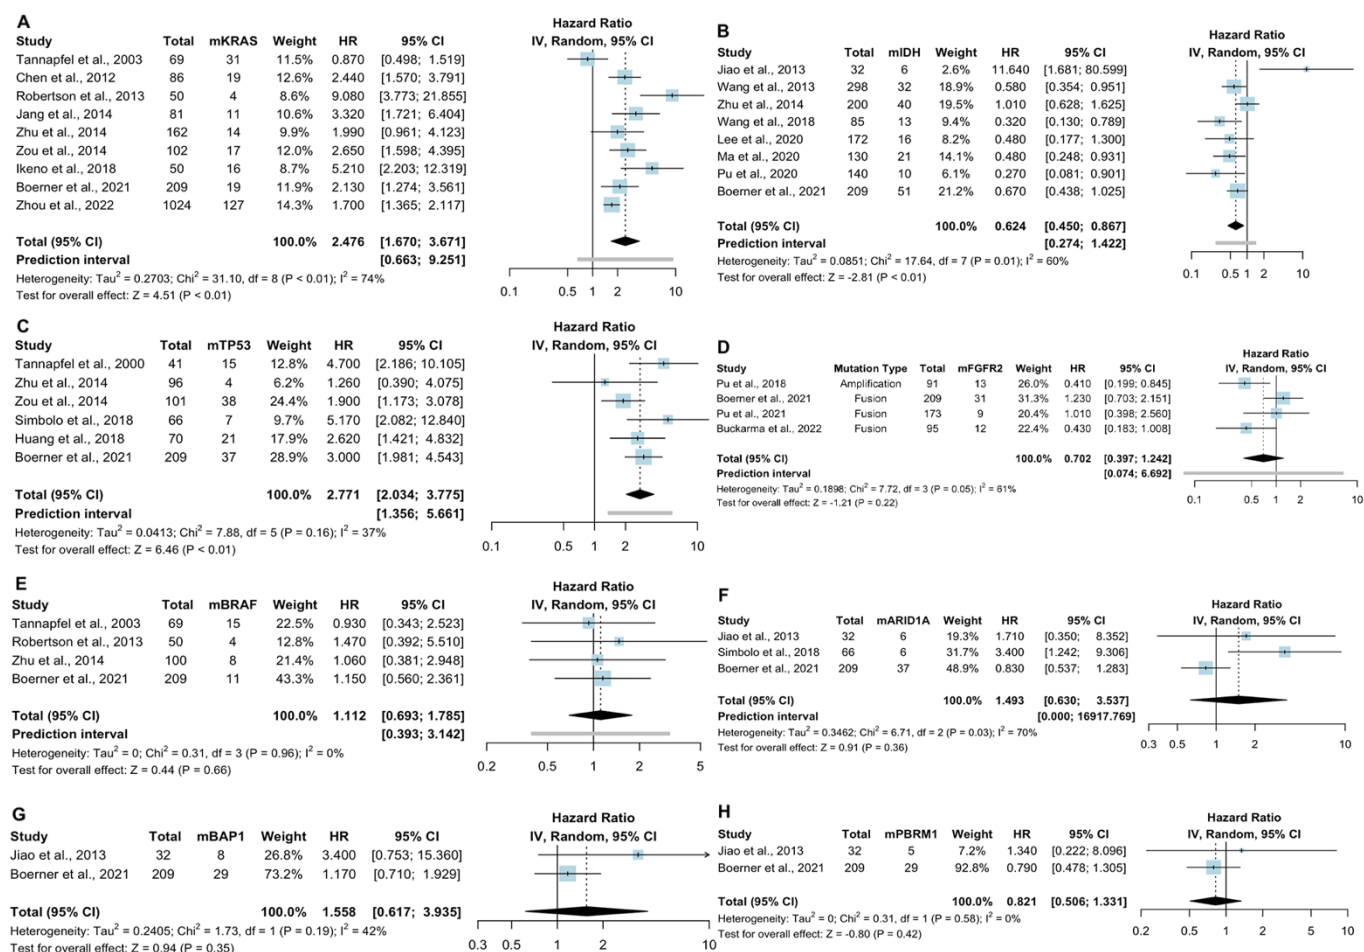 A
Hazard Ratio
Study Total mKRAS Weight HR 95% CI IV, Random, 95% CI
Tannapfel et al., 2003 69 31 11.5% 0.870 [0.498; 1.519]
Chen et al., 2012 86 19 12.6% 2.440 [1.570; 3.791]
Robertson et al., 2013 50 4 8.6% 9.080 [3.773; 21.855]
Jang et al., 2014 81 11 10.6% 3.320 [1.721; 6.404]
Zhu et al., 2014 162 14 9.9% 1.990 [0.961; 4.123]
Zou et al., 2014 102 17 12.0% 2.650 [1.598; 4.395]
Ikeno et al., 2018 50 16 8.7% 5.210 [2.203; 12.319]
Boerner et al., 2021 209 19 11.9% 2.130 [1.274; 3.561]
Zhou et al., 2022 1024 127 14.3% 1.700 [1.365; 2.117]
Total (95% CI) 100.0% 2.476 [1.670; 3.671]
Prediction interval [0.663; 9.251]
Heterogeneity: Tau² = 0.2703; Chi² = 31.10, df = 8 (P < 0.01); I² = 74%
Test for overall effect: Z = 4.51 (P < 0.01)
0.1 0.5 1 2 10
B
Hazard Ratio
Study Total mIDH Weight HR 95% CI IV, Random, 95% CI
Jiao et al., 2013 32 6 2.6% 11.640 [1.681; 80.599]
Wang et al., 2013 298 32 18.9% 0.580 [0.354; 0.951]
Zhu et al., 2014 200 40 19.5% 1.010 [0.628; 1.625]
Wang et al., 2018 85 13 9.4% 0.320 [0.130; 0.789]
Lee et al., 2020 172 16 8.2% 0.480 [0.177; 1.300]
Ma et al., 2020 130 21 14.1% 0.480 [0.248; 0.931]
Pu et al., 2020 140 10 6.1% 0.270 [0.081; 0.901]
Boerner et al., 2021 209 51 21.2% 0.670 [0.438; 1.025]
Total (95% CI) 100.0% 0.624 [0.450; 0.867]
Prediction interval [0.274; 1.422]
Heterogeneity: Tau² = 0.0851; Chi² = 17.64, df = 7 (P = 0.01); I² = 60%
Test for overall effect: Z = -2.81 (P < 0.01)
0.1 0.5 1 2 10
C
Hazard Ratio
Study Total mTP53 Weight HR 95% CI IV, Random, 95% CI
Tannapfel et al., 2000 41 15 12.8% 4.700 [2.186; 10.105]
Zhu et al., 2014 96 4 6.2% 1.260 [0.390; 4.075]
Zou et al., 2014 101 38 24.4% 1.900 [1.173; 3.078]
Simbolo et al., 2018 66 7 9.7% 5.170 [2.082; 12.840]
Huang et al., 2018 70 21 17.9% 2.620 [1.421; 4.832]
Boerner et al., 2021 209 37 28.9% 3.000 [1.981; 4.543]
Total (95% CI) 100.0% 2.771 [2.034; 3.775]
Prediction interval [1.356; 5.661]
Heterogeneity: Tau² = 0.0413; Chi² = 7.88, df = 5 (P = 0.16); I² = 37%
Test for overall effect: Z = 6.46 (P < 0.01)
0.1 0.5 1 2 10
D
Hazard Ratio
Study Mutation Type Total mFGFR2 Weight HR 95% CI IV, Random, 95% CI
Pu et al., 2018 Amplification 91 13 26.0% 0.410 [0.199; 0.845]
Boerner et al., 2021 Fusion 209 31 31.3% 1.230 [0.703; 2.151]
Pu et al., 2021 Fusion 173 9 20.4% 1.010 [0.398; 2.560]
Buckarma et al., 2022 Fusion 95 12 22.4% 0.430 [0.183; 1.008]
Total (95% CI) 100.0% 0.702 [0.397; 1.242]
Prediction interval [0.074; 6.692]
Heterogeneity: Tau² = 0.1898; Chi² = 7.72, df = 3 (P = 0.05); I² = 61%
Test for overall effect: Z = -1.21 (P = 0.22)
0.1 0.5 1 2 10
E
Hazard Ratio
Study Total mBRAF Weight HR 95% CI IV, Random, 95% CI
Tannapfel et al., 2003 69 15 22.5% 0.930 [0.343; 2.523]
Robertson et al., 2013 50 4 12.8% 1.470 [0.392; 5.510]
Zhu et al., 2014 100 8 21.4% 1.060 [0.381; 2.948]
Boerner et al., 2021 209 11 43.3% 1.150 [0.560; 2.361]
Total (95% CI) 100.0% 1.112 [0.693; 1.785]
Prediction interval [0.393; 3.142]
Heterogeneity: Tau² = 0; Chi² = 0.31, df = 3 (P = 0.96); I² = 0%
Test for overall effect: Z = 0.44 (P = 0.66)
0.2 0.5 1 2 5
F
Hazard Ratio
Study Total mARID1A Weight HR 95% CI IV, Random, 95% CI
Jiao et al., 2013 32 6 19.3% 1.710 [0.350; 8.352]
Simbolo et al., 2018 66 6 31.7% 3.400 [1.242; 9.306]
Boerner et al., 2021 209 37 48.9% 0.830 [0.537; 1.283]
Total (95% CI) 100.0% 1.493 [0.630; 3.537]
Prediction interval [0.000; 16917.769]
Heterogeneity: Tau² = 0.3462; Chi² = 6.71, df = 2 (P = 0.03); I² = 70%
Test for overall effect: Z = 0.91 (P = 0.36)
0.3 0.5 1 2 10
G
Hazard Ratio
Study Total mBAP1 Weight HR 95% CI IV, Random, 95% CI
Jiao et al., 2013 32 8 26.8% 3.400 [0.753; 15.360]
Boerner et al., 2021 209 29 73.2% 1.170 [0.710; 1.929]
Total (95% CI) 100.0% 1.558 [0.617; 3.935]
Heterogeneity: Tau² = 0.2405; Chi² = 1.73, df = 1 (P = 0.19); I² = 42%
Test for overall effect: Z = 0.94 (P = 0.35)
0.5 1 2 10
H
Hazard Ratio
Study Total mPBRM1 Weight HR 95% CI IV, Random, 95% CI
Jiao et al., 2013 32 5 7.2% 1.340 [0.222; 8.096]
Boerner et al., 2021 209 29 92.8% 0.790 [0.478; 1.305]
Total (95% CI) 100.0% 0.821 [0.506; 1.331]
Heterogeneity: Tau² = 0; Chi² = 0.31, df = 1 (P = 0.58); I² = 0%
Test for overall effect: Z = -0.80 (P = 0.42)
0.2 0.5 1 2 10